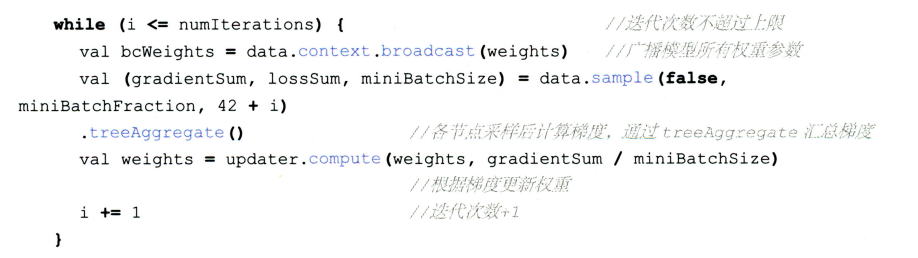 while (i <= numIterations) { //迭代次数不超过上限
val bcWeights = data.context.broadcast(weights) //广播模型所有权重参数
val (gradientSum, lossSum, miniBatchSize) = data.sample(false,
miniBatchFraction, 42 + i)
.treeAggregate() //各节点采样后计算梯度，通过 treeAggregate 汇总梯度
val weights = updater.compute(weights, gradientSum / miniBatchSize)
//根据梯度更新权重
i += 1 //迭代次数+1
}